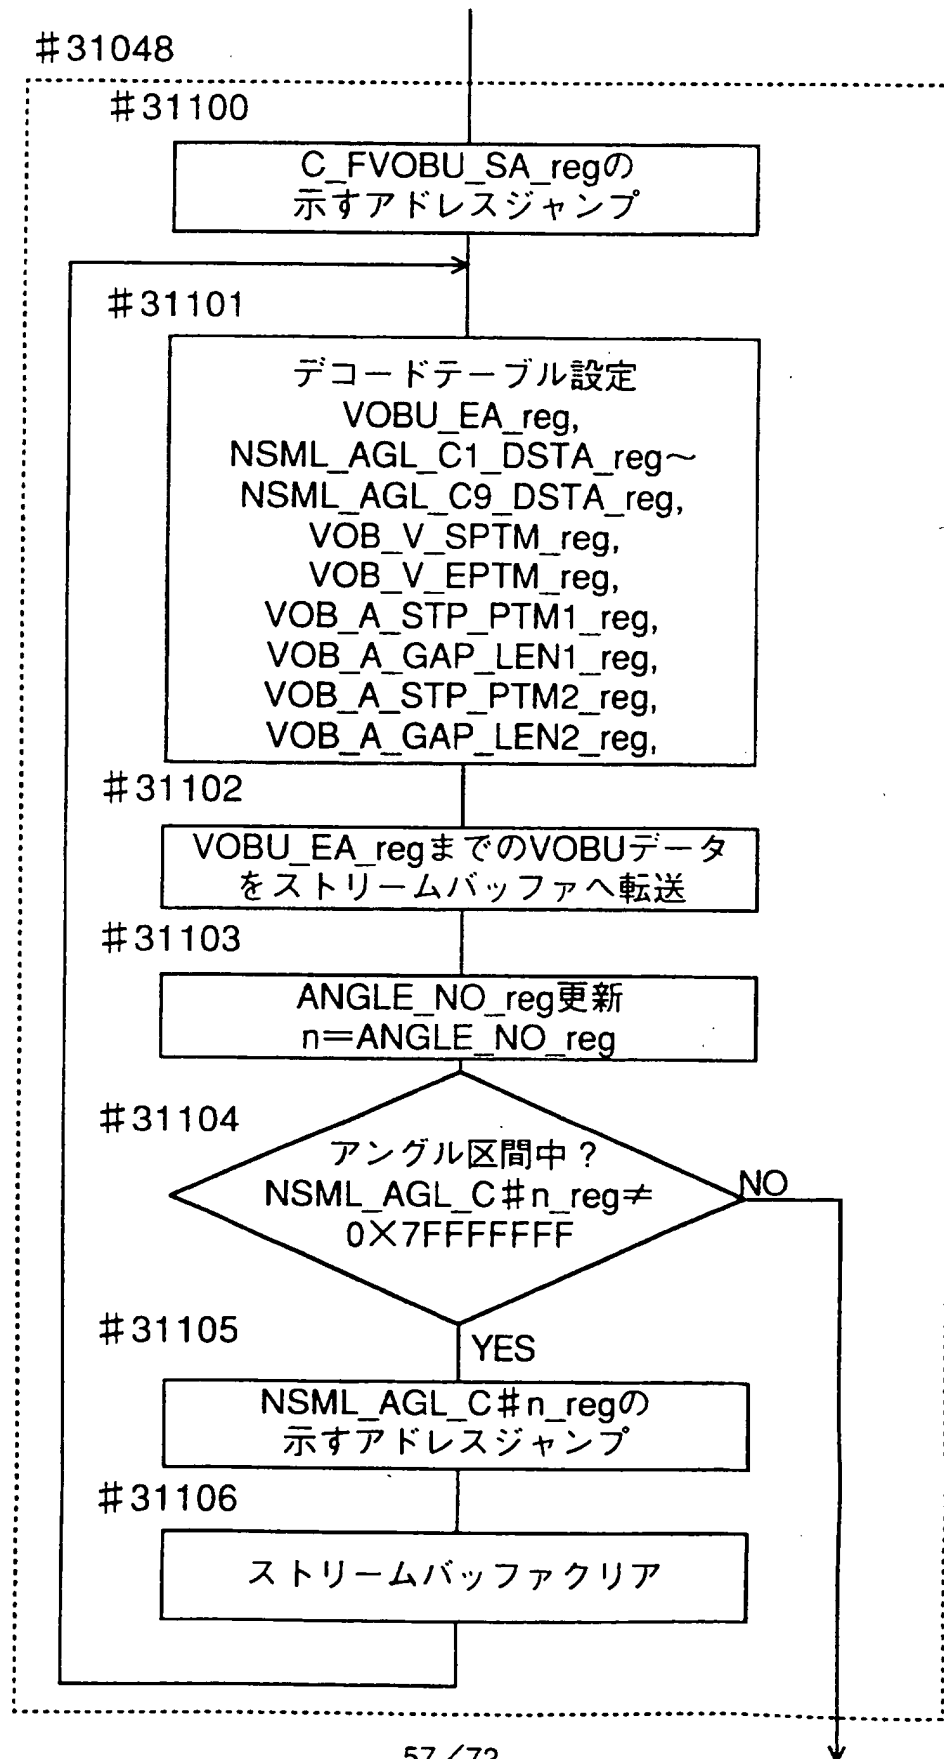 #31048
#31100
C_FVOBU_SA_regの
示すアドレスジャンプ
#31101
デコードテーブル設定
VOBU_EA_reg,
NSML_AGL_C1_DSTA_reg〜
NSML_AGL_C9_DSTA_reg,
VOB_V_SPTM_reg,
VOB_V_EPTM_reg,
VOB_A_STP_PTM1_reg,
VOB_A_GAP_LEN1_reg,
VOB_A_STP_PTM2_reg,
VOB_A_GAP_LEN2_reg,
#31102
VOBU_EA_regまでのVOBUデータ
をストリームバッファへ転送
#31103
ANGLE_NO_reg更新
n=ANGLE_NO_reg
#31104
アングル区間中?
NSML_AGL_C#n_reg≠
0×7FFFFFFF
NO
#31105
YES
NSML_AGL_C#n_regの
示すアドレスジャンプ
#31106
ストリームバッファクリア
57/72